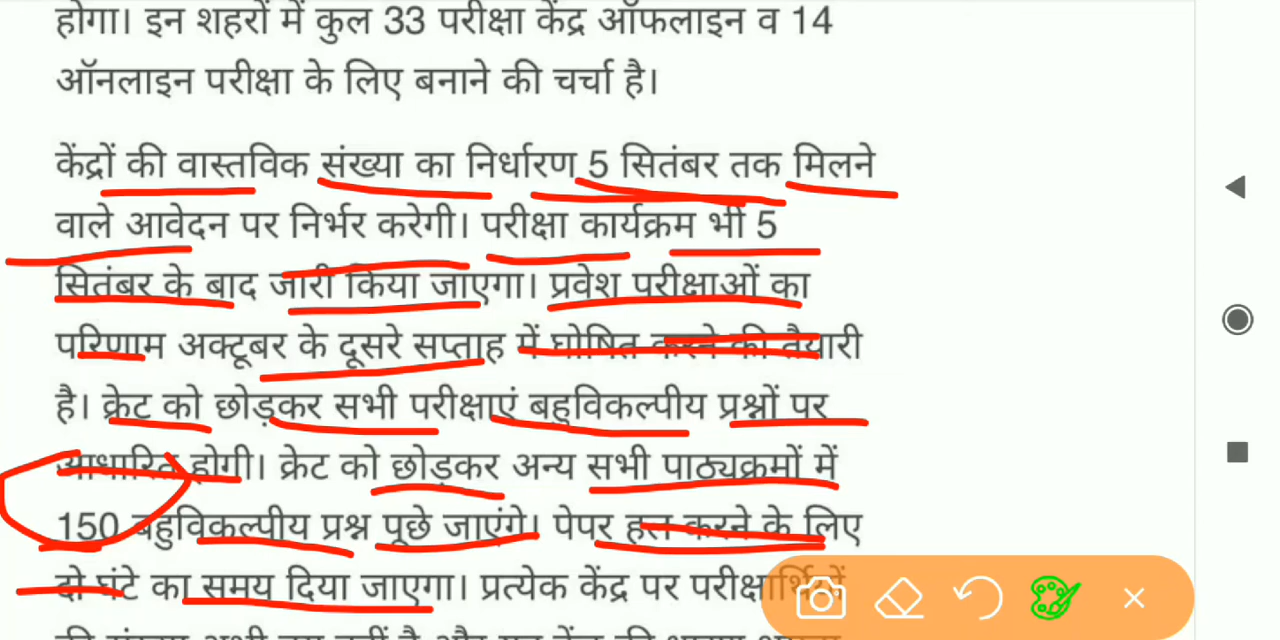 होगा। इन शहरों में कुल 33 परीक्षा केंद्र ऑफलाइन व 14
ऑनलाइन परीक्षा के लिए बनाने की चर्चा है।
केंद्रों की वास्तविक संख्या का निर्धारण 5 सितंबर तक मिलने
वाले आवेदन पर निर्भर करेगी। परीक्षा कार्यक्रम भी 5
सितंबर के बाद जारी किया जाएगा। प्रवेश परीक्षाओं का
परिणाम अक्टूबर के दूसरे सप्ताह में घोषित करने की तैयारी
है। क्रेट को छोड़कर सभी परीक्षाएं बहुविकल्पीय प्रश्नों पर
आधारित होगी। क्रेट को छोड़कर अन्य सभी पाठ्यक्रमों में
150 बहुविकल्पीय प्रश्न पूछे जाएंगे। पेपर हल करने के लिए
दो घंटे का समय दिया जाएगा। प्रत्येक केंद्र पर परीक्षार्थियों